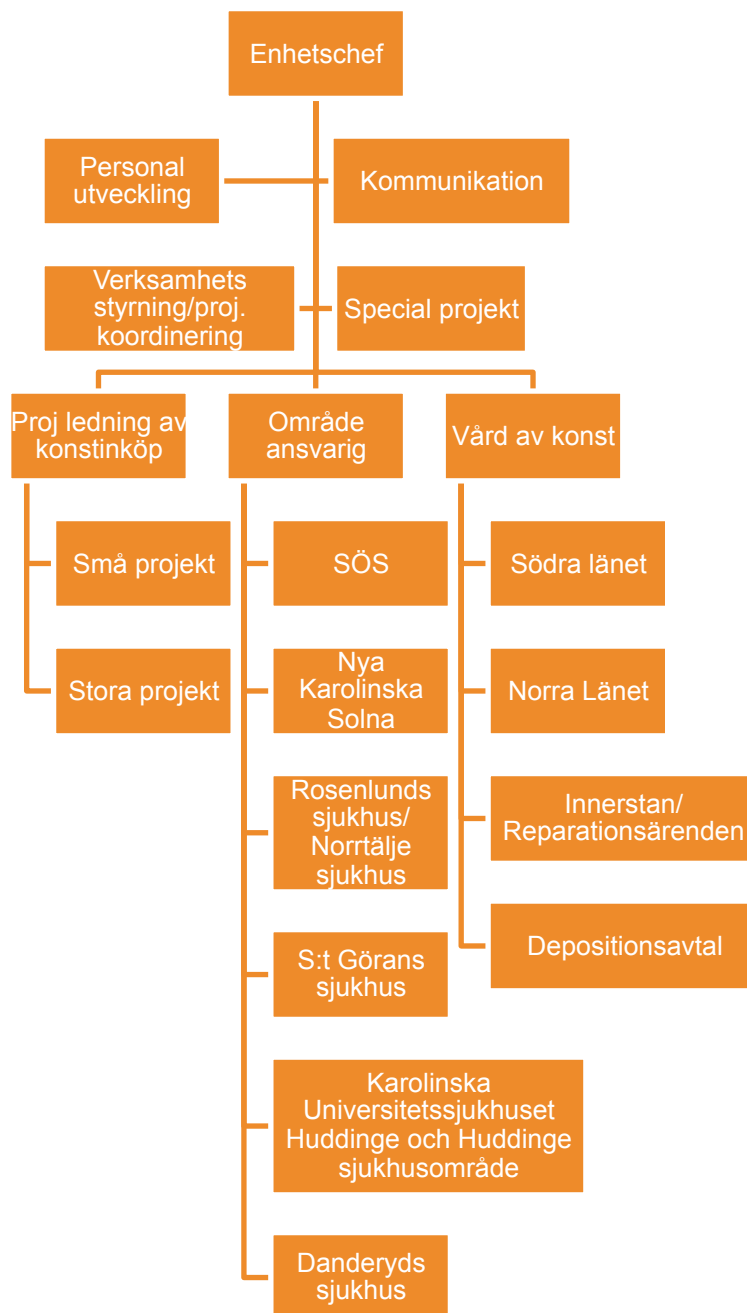 Enhetschef
Personal
utveckling
Kommunikation
Verksamhets
styrning/proj.
koordinering
Special projekt
Proj ledning av
konstinköp
Små projekt
Stora projekt
Område
ansvarig
SÖS
Nya
Karolinska
Solna
Rosenlunds
sjukhus/
Norrtälje
sjukhus
S:t Görans
sjukhus
Karolinska
Universitetssjukhuset
Huddinge och Huddinge
sjukhusområde
Danderyds
sjukhus
Vård av konst
Södra länet
Norra Länet
Innerstan/
Reparationsärenden
Depositionsavtal